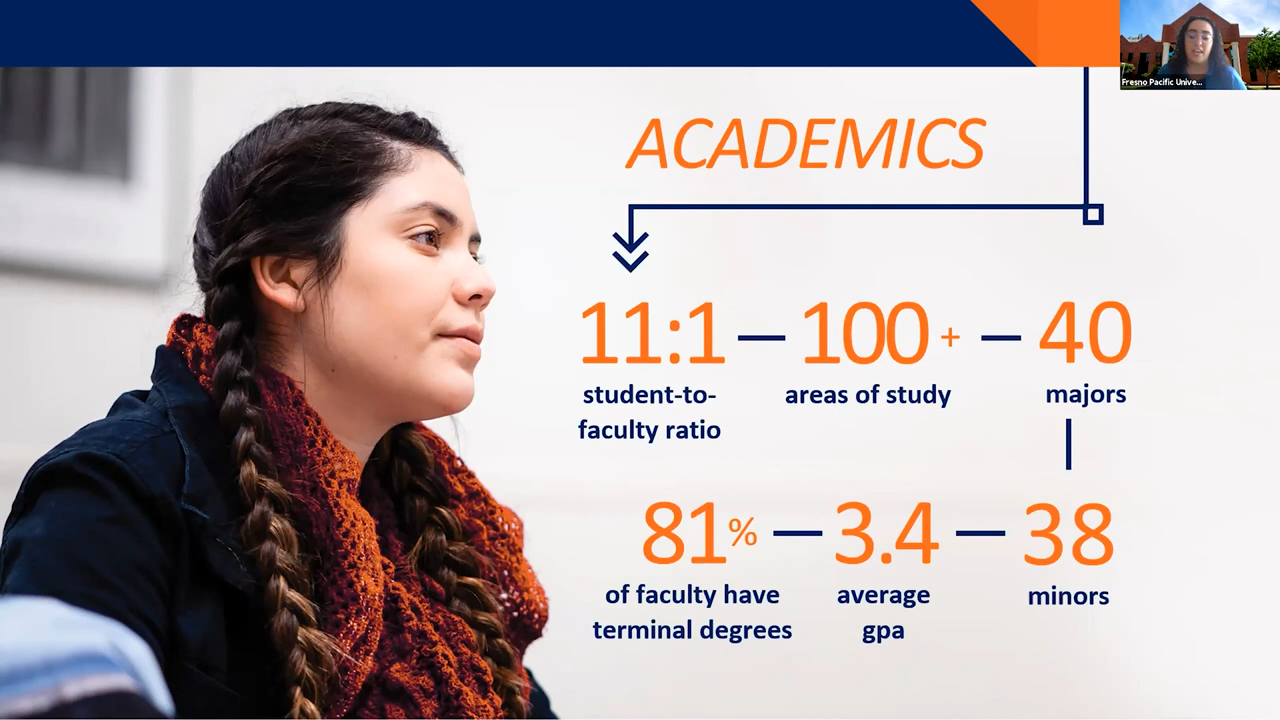 Fresno Pacific Unive...
ACADEMICS
11:1 — 100+ — 40
student-to-
faculty ratio
areas of study
majors
81% — 3.4 — 38
of faculty have
terminal degrees
average
gpa
minors